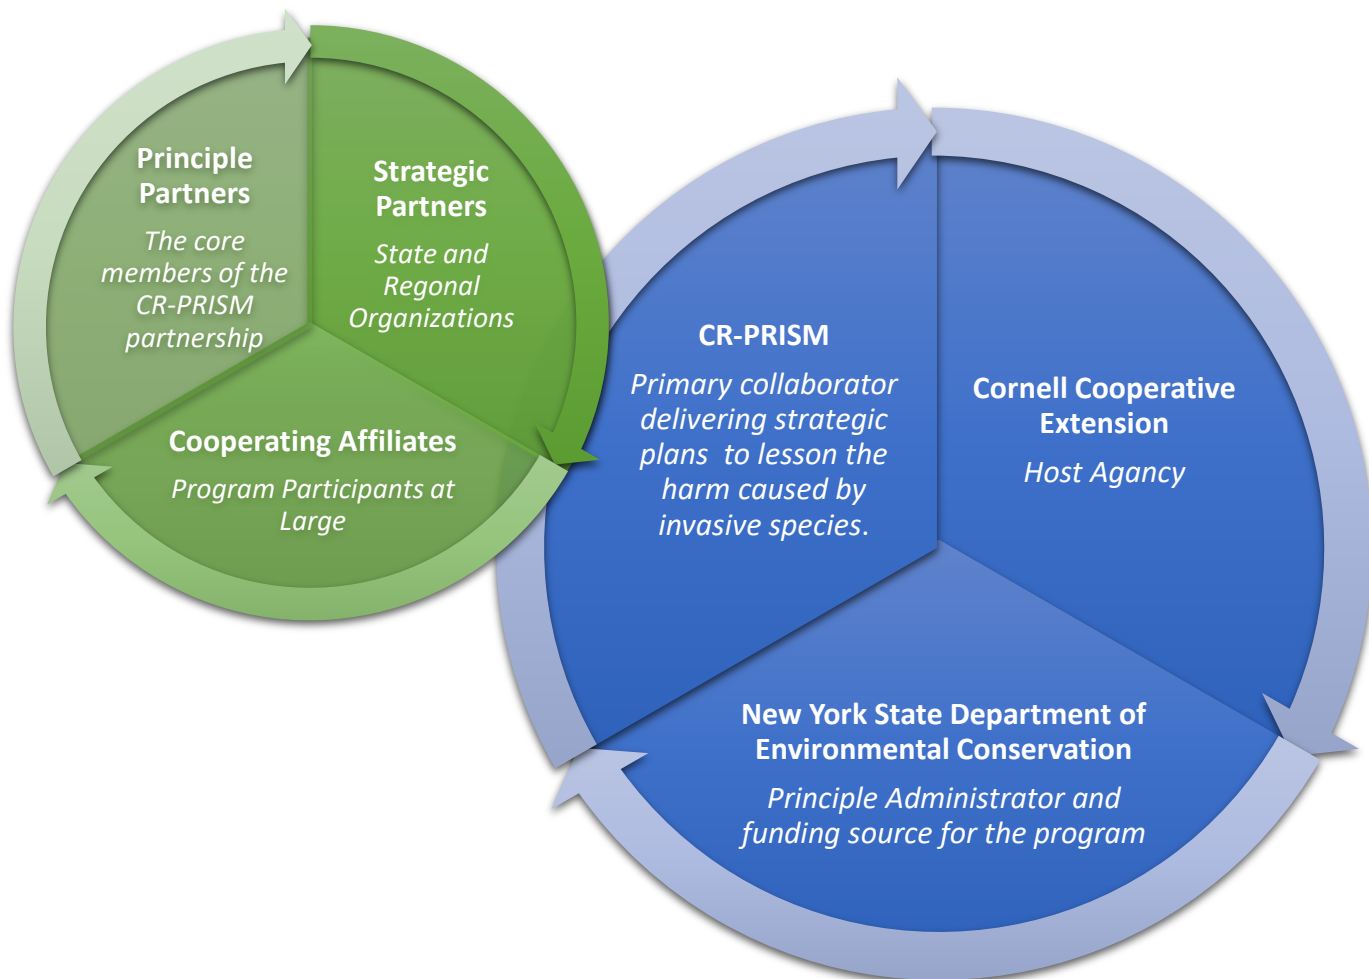 Principle
Partners
The core
members of the
CR-PRISM
partnership
Strategic
Partners
State and
Regional
Organizations
Cooperating Affiliates
Program Participants at
Large
CR-PRISM
Primary collaborator
delivering strategic
plans  to lesson the
harm caused by
invasive species.
Cornell Cooperative
Extension
Host Agancy
New York State Department of
Environmental Conservation
Principle Administrator and
funding source for the program